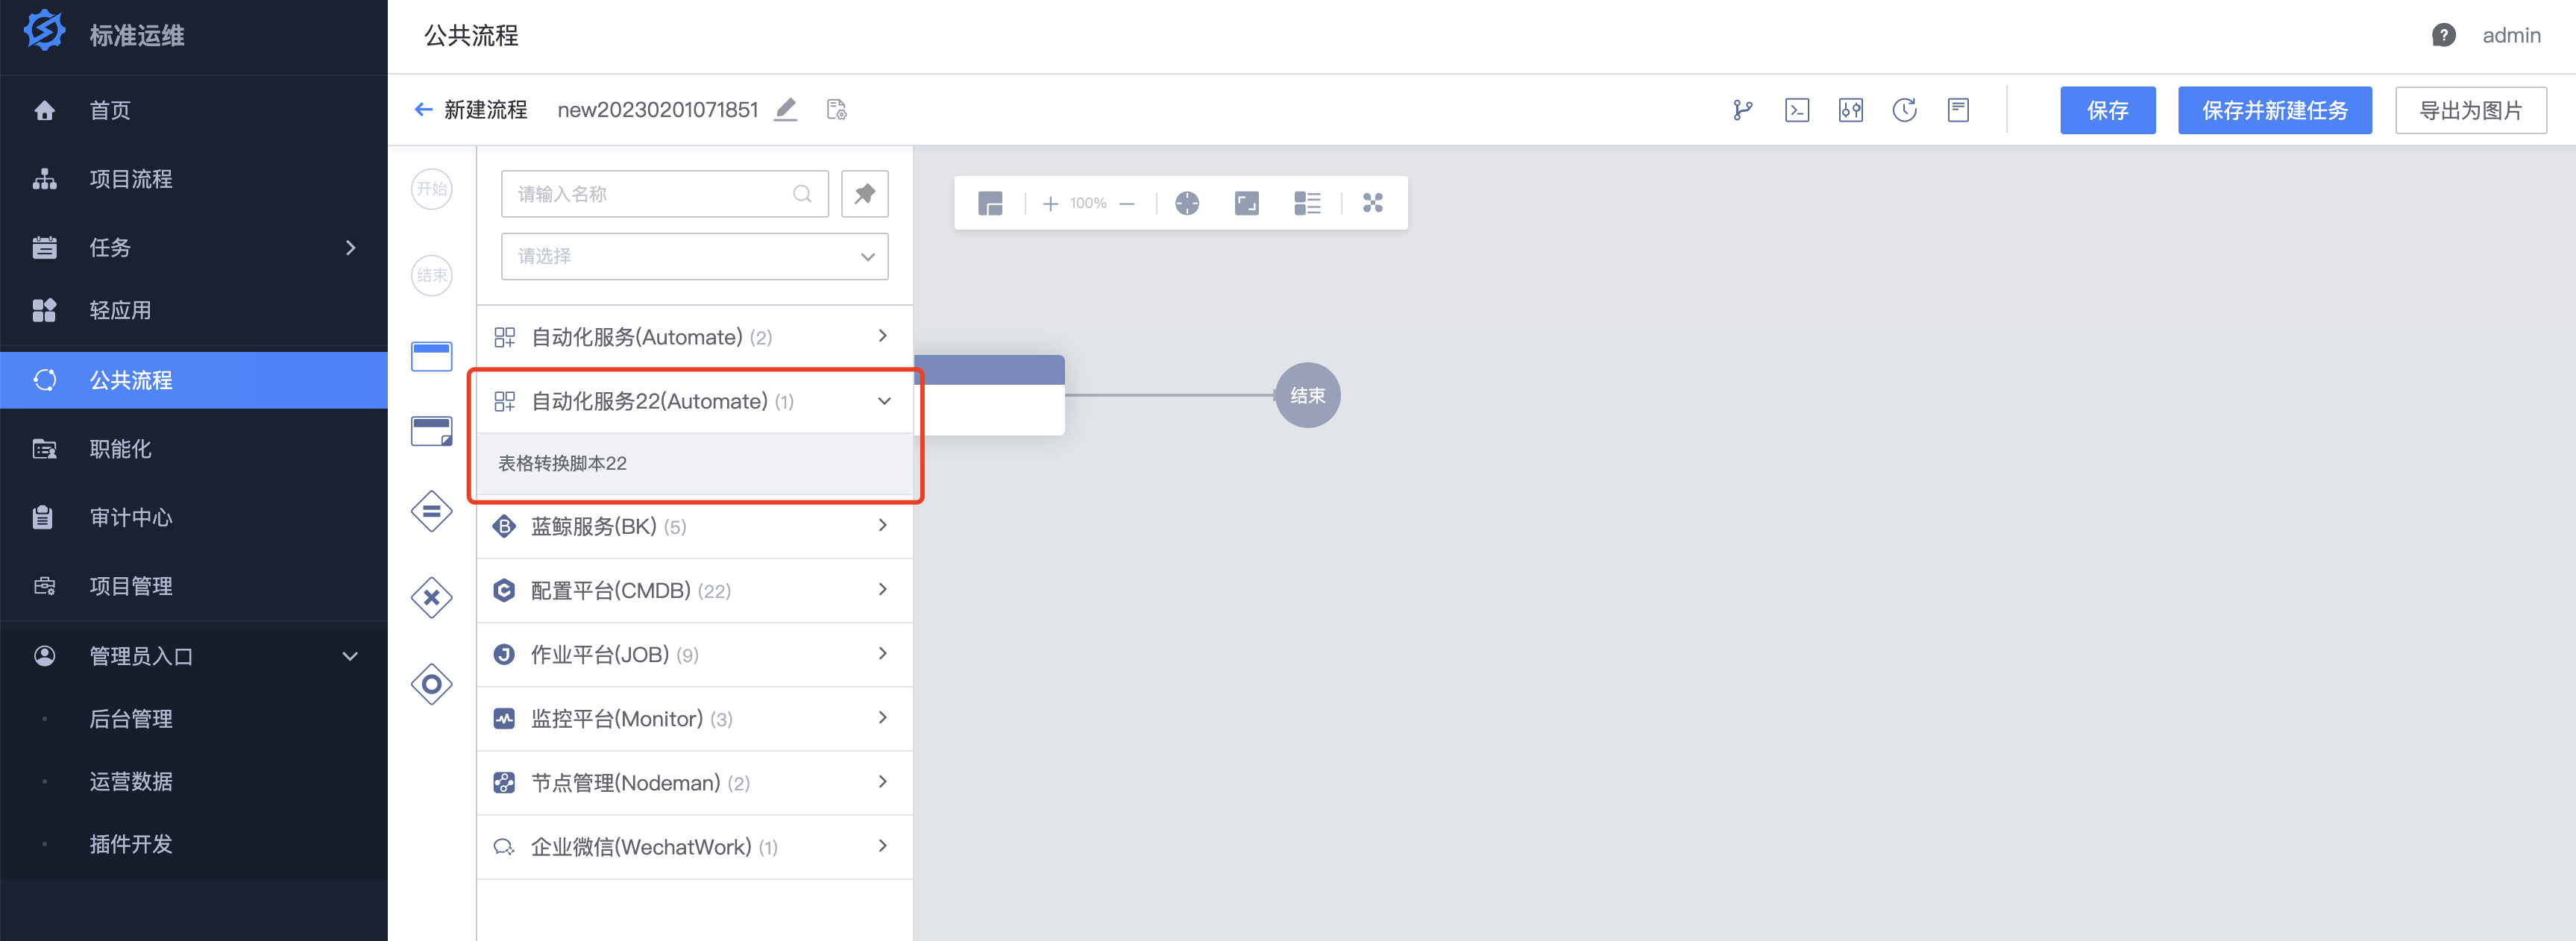 标准运维
首页
项目流程
任务
轻应用
公共流程
职能化
审计中心
项目管理
管理员入口
后台管理
运营数据
插件开发
公共流程
admin
新建流程
new20230201071851
保存
保存并新建任务
导出为图片
开始
结束
请输入名称
请选择
自动化服务(Automate) (2)
自动化服务22(Automate) (1)
表格转换脚本22
蓝鲸服务(BK) (5)
配置平台(CMDB) (22)
作业平台(JOB) (9)
监控平台(Monitor) (3)
节点管理(Nodeman) (2)
企业微信(WechatWork) (1)
100%
结束